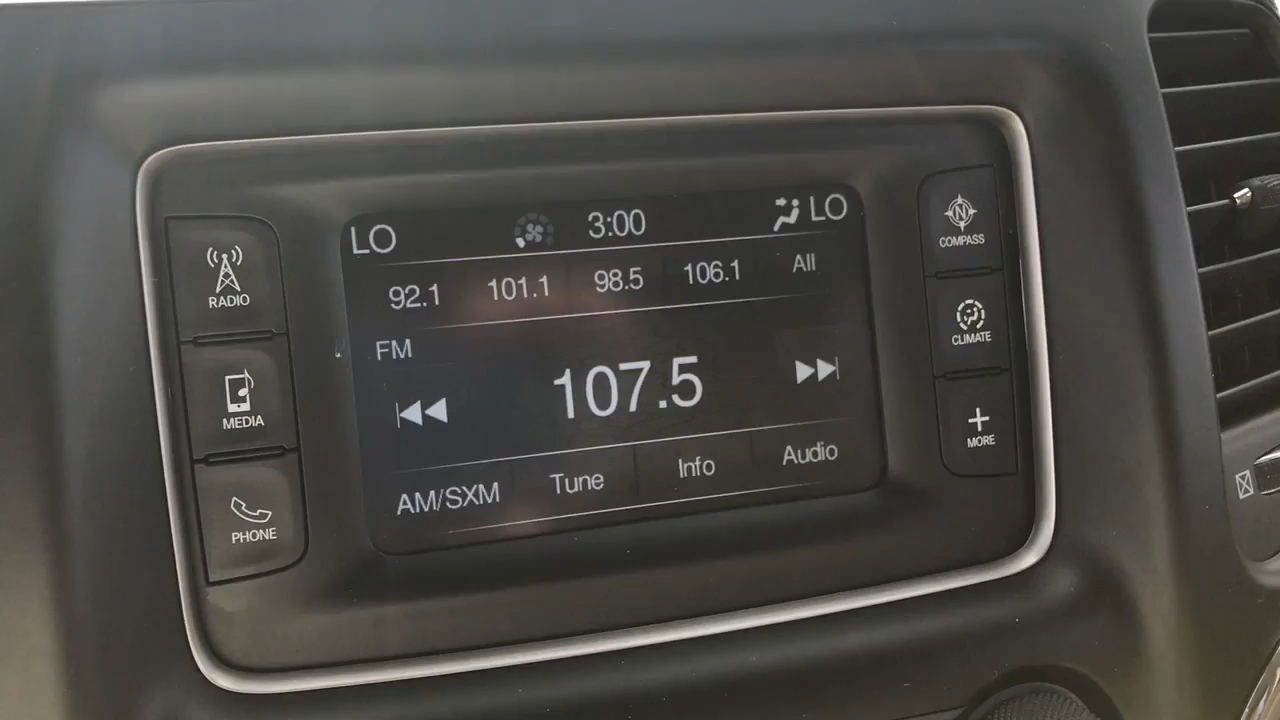 LO 3:00 LO
92.1 101.1 98.5 106.1 All
FM
107.5
AM/SXM Tune Info Audio
RADIO
MEDIA
PHONE
N
COMPASS
CLIMATE
MORE